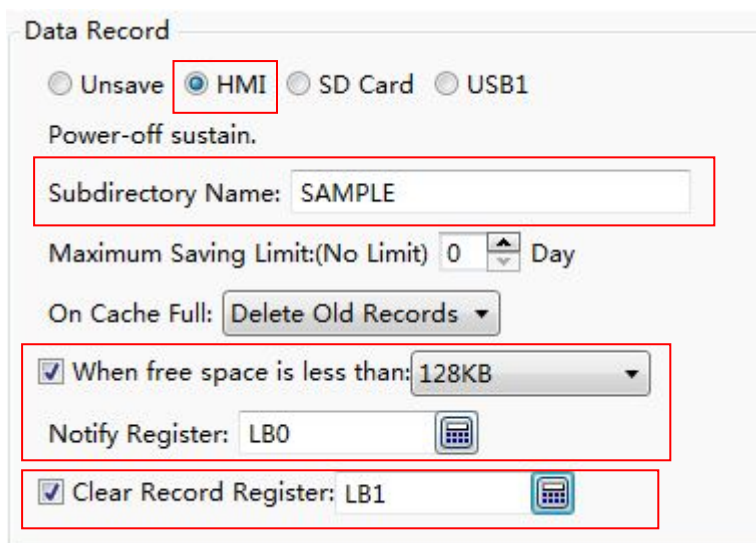 Data Record
Unsave HMI SD Card USB1
Power-off sustain.
Subdirectory Name: SAMPLE
Maximum Saving Limit:(No Limit) 0 Day
On Cache Full: Delete Old Records
When free space is less than: 128KB
Notify Register: LB0
Clear Record Register: LB1